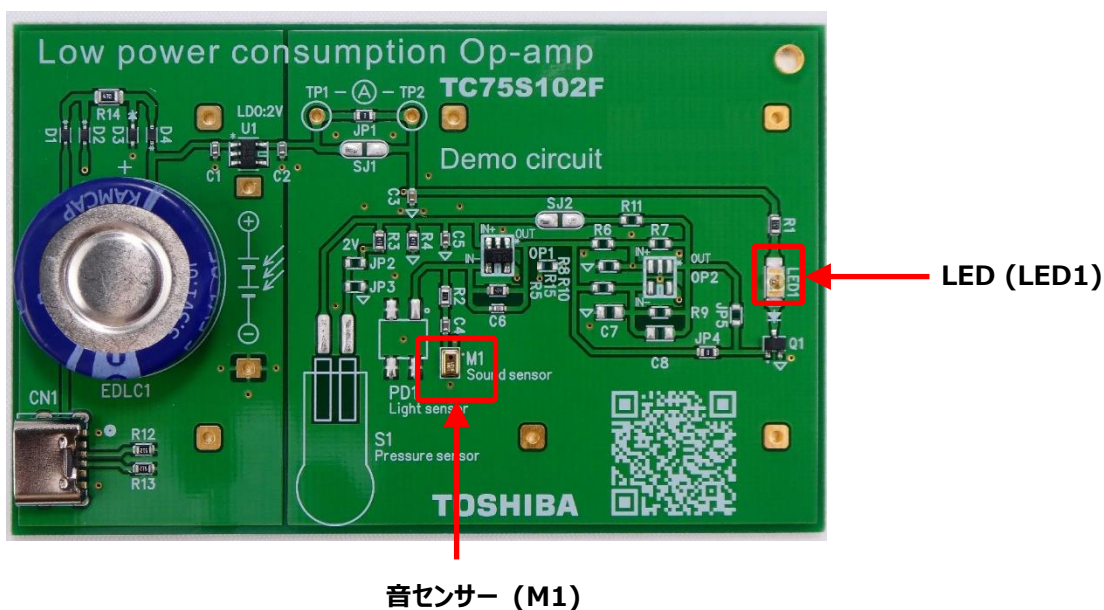 Low power consumption Op-amp
TC75S102F
TP1 - A - TP2
R14
LDO:2V
U1
JP1
D1
D2
D3
D4
C1
C2
SJ1
Demo circuit
KAMCAP
C3
SJ2
R11
R1
2V
R3
R4
C5
IN+
OUT
IN-
OP1
R6
R7
IN+
OUT
OP2
IN-
LED1
LED (LED1)
JP2
JP3
R2
R5
R15
R8
R10
C6
C7
R9
C8
JP5
JP4
Q1
C4
M1
Sound sensor
PD1
Light sensor
EDLC1
CN1
R12
R13
S1
Pressure sensor
TOSHIBA
音センサー (M1)